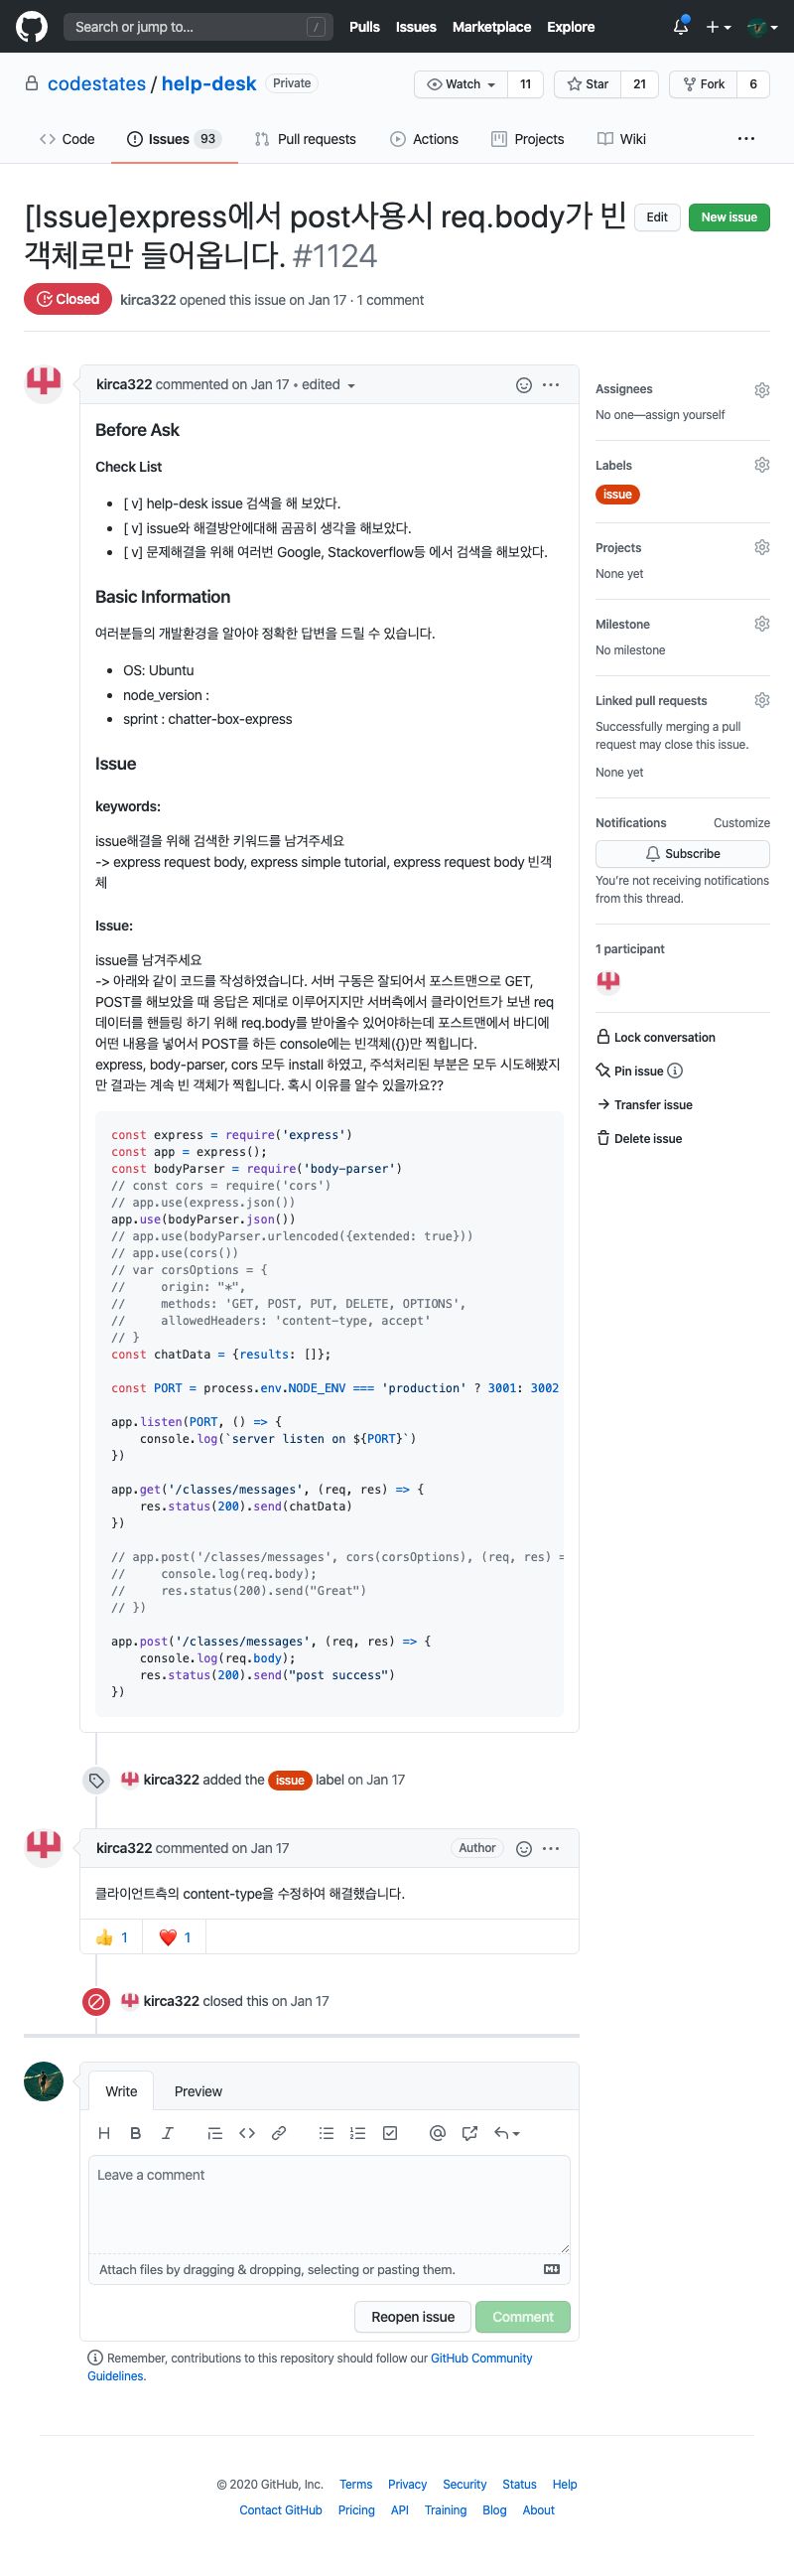 Search or jump to... /
Pulls Issues Marketplace Explore
codestates / help-desk Private
Watch 11 Star 21 Fork 6
Code Issues 93 Pull requests Actions Projects Wiki ...
[Issue]express에서 post사용시 req.body가 빈
객체로만 들어옵니다. #1124
Edit New issue
Closed kirca322 opened this issue on Jan 17 · 1 comment
kirca322 commented on Jan 17 • edited
Before Ask
Check List
• [ v] help-desk issue 검색을 해 보았다.
• [ v] issue와 해결방안에대해 곰곰히 생각을 해보았다.
• [ v] 문제해결을 위해 여러번 Google, Stackoverflow등 에서 검색을 해보았다.
Basic Information
여러분들의 개발환경을 알아야 정확한 답변을 드릴 수 있습니다.
• OS: Ubuntu
• node_version :
• sprint : chatter-box-express
Issue
keywords:
issue해결을 위해 검색한 키워드를 남겨주세요
-> express request body, express simple tutorial, express request body 빈객
체
Issue:
issue를 남겨주세요
-> 아래와 같이 코드를 작성하였습니다. 서버 구동은 잘되어서 포스트맨으로 GET,
POST를 해보았을 때 응답은 제대로 이루어지지만 서버측에서 클라이언트가 보낸 req
데이터를 핸들링 하기 위해 req.body를 받아올수 있어야하는데 포스트맨에서 바디에
어떤 내용을 넣어서 POST를 하든 console에는 빈객체({})만 찍힙니다.
express, body-parser, cors 모두 install 하였고, 주석처리된 부분은 모두 시도해봤지
만 결과는 계속 빈 객체가 찍힙니다. 혹시 이유를 알수 있을까요??
const express = require('express')
const app = express();
const bodyParser = require('body-parser')
// const cors = require('cors')
// app.use(express.json())
app.use(bodyParser.json())
// app.use(bodyParser.urlencoded({extended: true}))
// app.use(cors())
// var corsOptions = {
//     origin: "*",
//     methods: 'GET, POST, PUT, DELETE, OPTIONS',
//     allowedHeaders: 'content-type, accept'
// }
const chatData = {results: []};
const PORT = process.env.NODE_ENV === 'production' ? 3001: 3002
app.listen(PORT, () => {
    console.log(`server listen on ${PORT}`)
})
app.get('/classes/messages', (req, res) => {
    res.status(200).send(chatData)
})
// app.post('/classes/messages', cors(corsOptions), (req, res) =
//     console.log(req.body);
//     res.status(200).send("Great")
// })
app.post('/classes/messages', (req, res) => {
    console.log(req.body);
    res.status(200).send("post success")
})
kirca322 added the issue label on Jan 17
kirca322 commented on Jan 17 Author
클라이언트측의 content-type을 수정하여 해결했습니다.
👍 1 ❤️ 1
kirca322 closed this on Jan 17
Write Preview
H B I
Leave a comment
Attach files by dragging & dropping, selecting or pasting them.
Reopen issue Comment
Remember, contributions to this repository should follow our GitHub Community
Guidelines.
Assignees
No one—assign yourself
Labels
issue
Projects
None yet
Milestone
No milestone
Linked pull requests
Successfully merging a pull
request may close this issue.
None yet
Notifications Customize
Subscribe
You're not receiving notifications
from this thread.
1 participant
Lock conversation
Pin issue
Transfer issue
Delete issue
© 2020 GitHub, Inc. Terms Privacy Security Status Help
Contact GitHub Pricing API Training Blog About